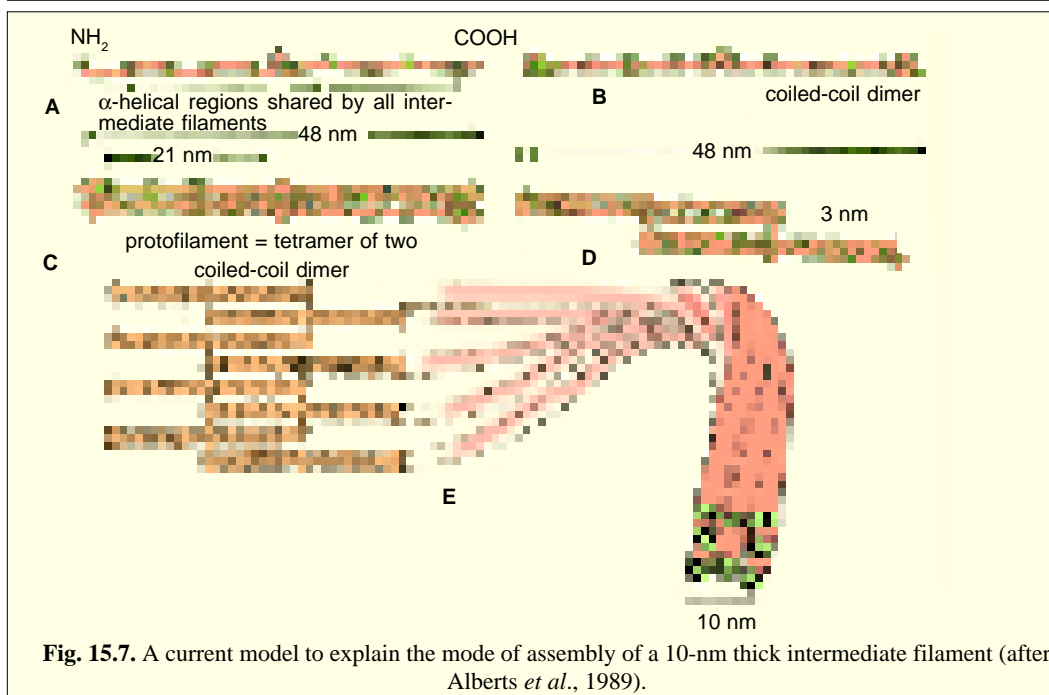 NH2 COOH
A
α-helical regions shared by all inter-
mediate filaments
B
coiled-coil dimer
48 nm
21 nm
48 nm
3 nm
protofilament = tetramer of two
coiled-coil dimer
C
D
E
10 nm
Fig. 15.7. A current model to explain the mode of assembly of a 10-nm thick intermediate filament (after
Alberts et al., 1989).